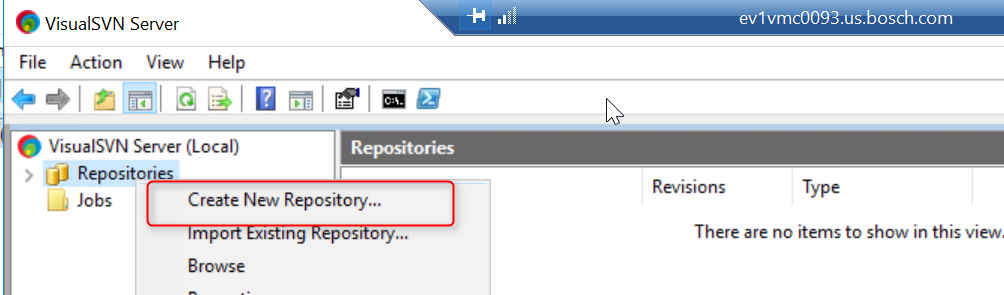 VisualSVN Server
ev1vmc0093.us.bosch.com
File Action View Help
VisualSVN Server (Local)
Repositories
Repositories
Jobs
Revisions Type
There are no items to show in this view.
Create New Repository...
Import Existing Repository...
Browse